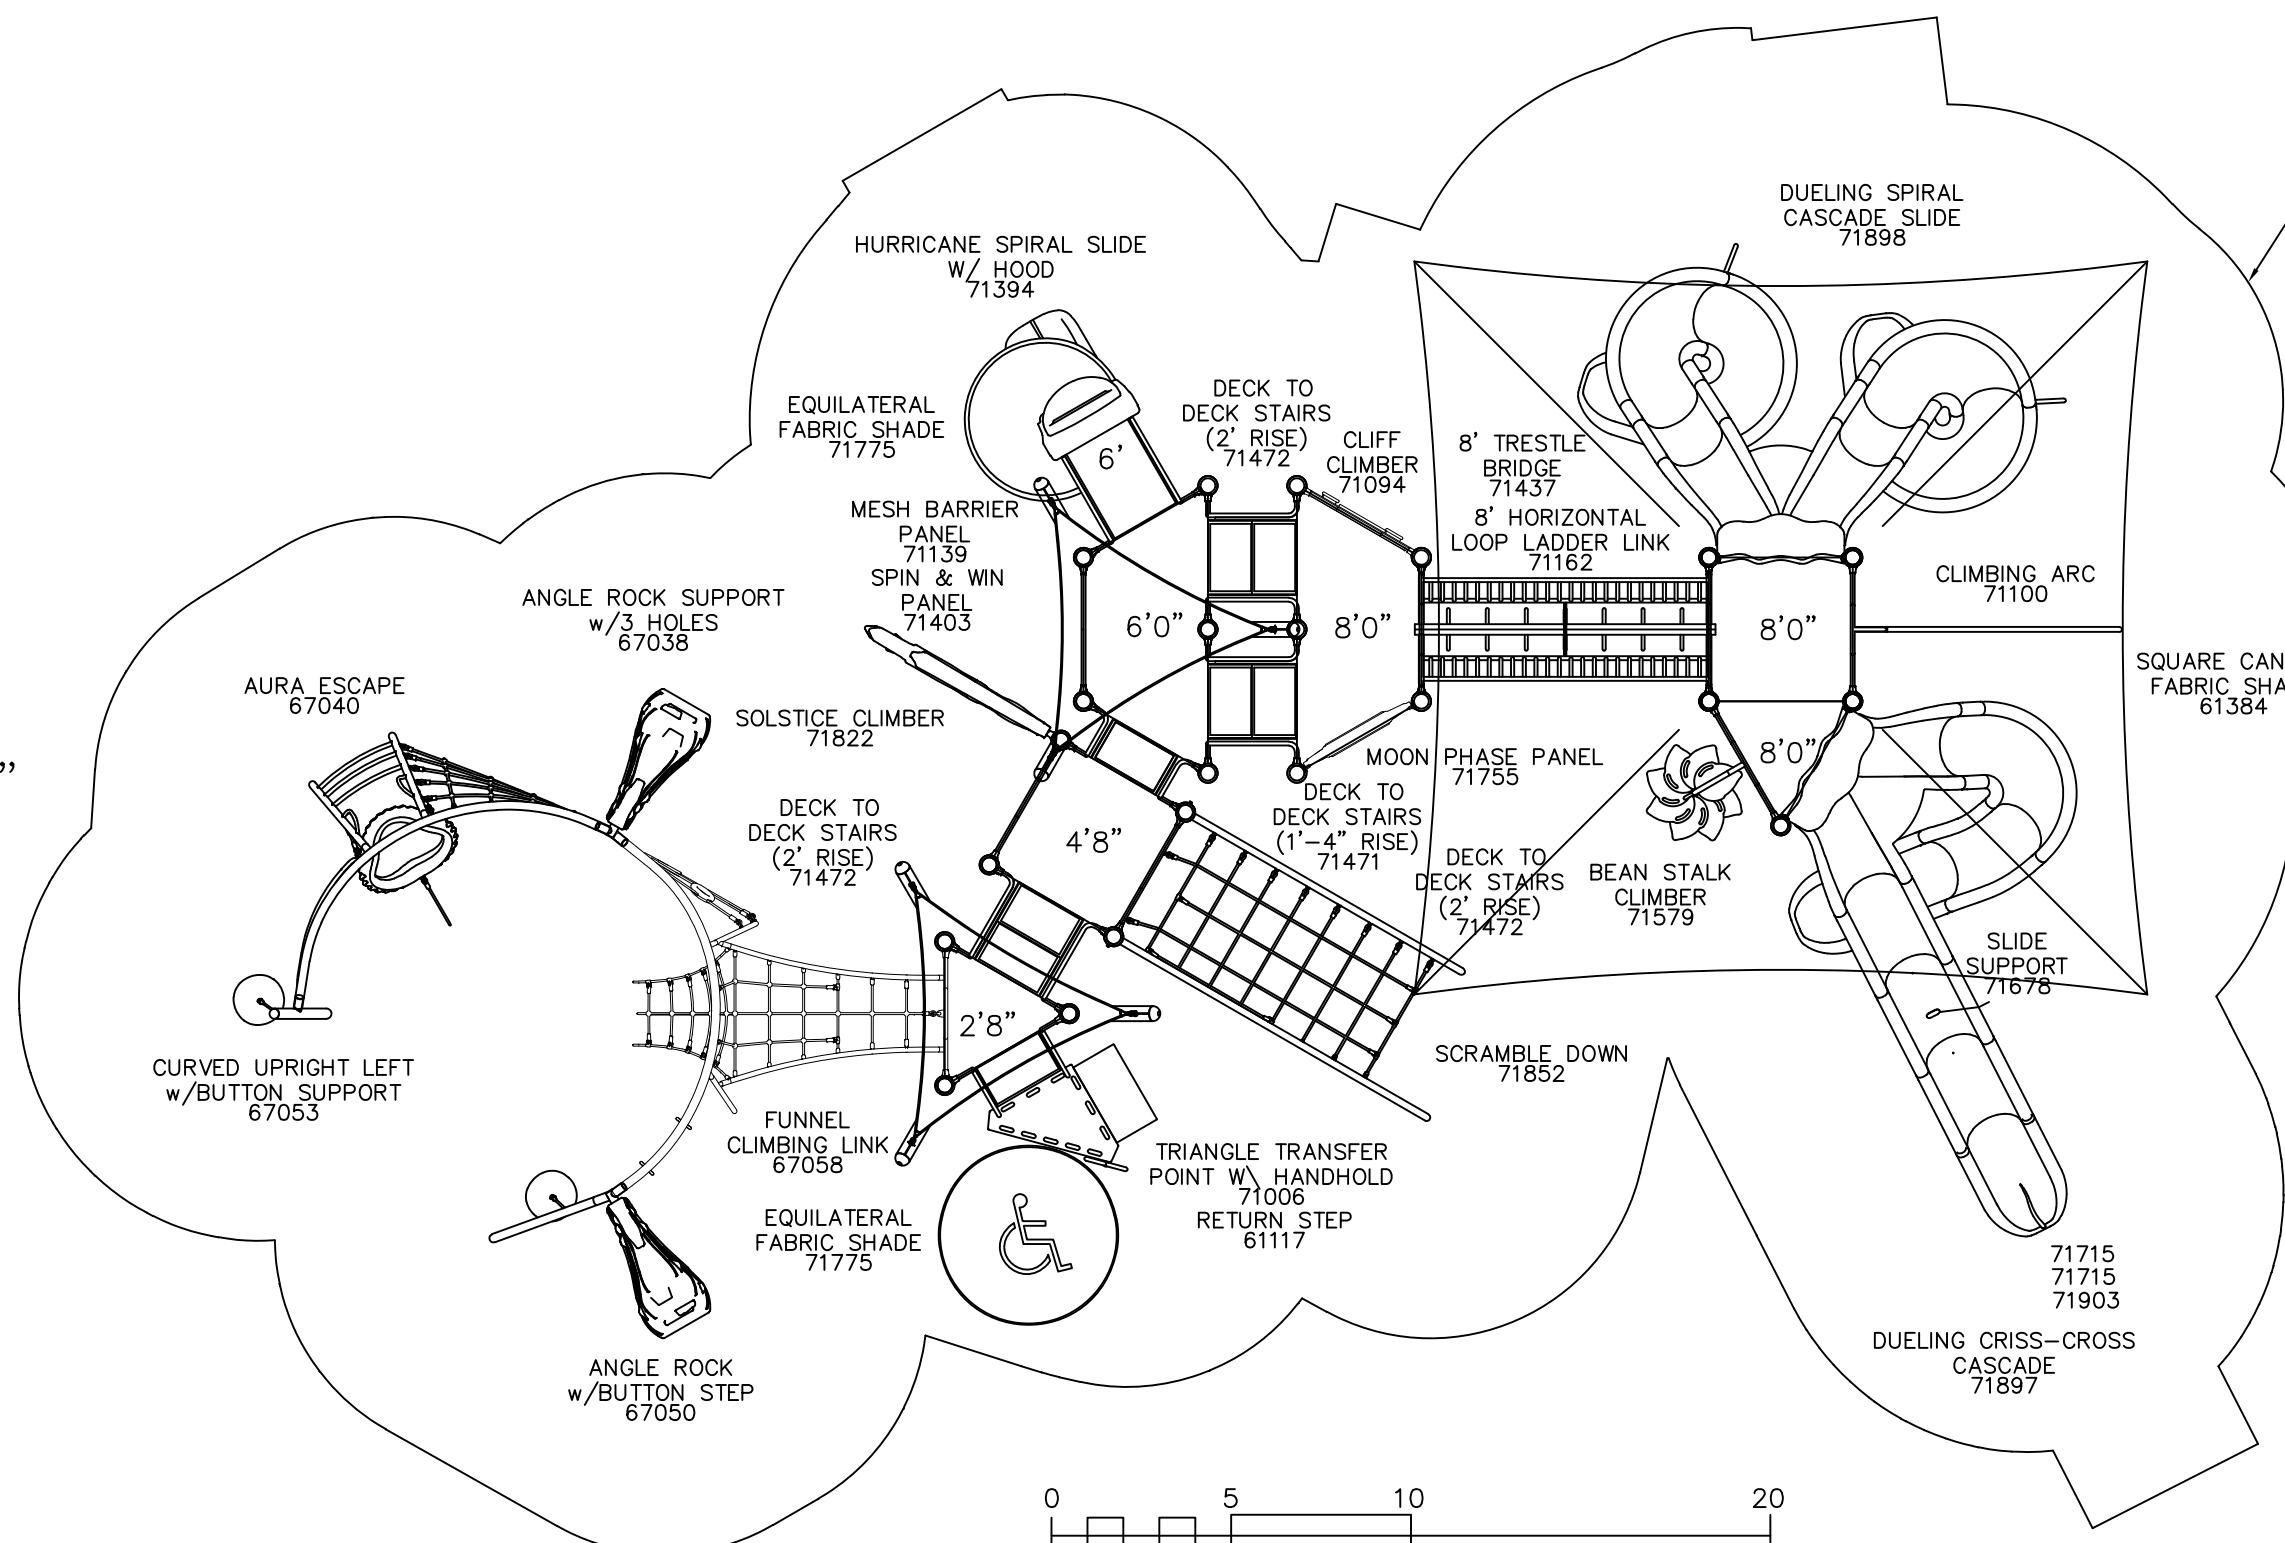 DUELING SPIRAL
CASCADE SLIDE
71898
HURRICANE SPIRAL SLIDE
W/ HOOD
71394
EQUILATERAL
FABRIC SHADE
71775
DECK TO
DECK STAIRS
(2' RISE)
71472
CLIFF
CLIMBER
71094
8' TRESTLE
BRIDGE
71437
8' HORIZONTAL
LOOP LADDER LINK
71162
6'
MESH BARRIER
PANEL
71139
SPIN & WIN
PANEL
71403
CLIMBING ARC
71100
ANGLE ROCK SUPPORT
w/3 HOLES
67038
6'0"
8'0"
8'0"
SQUARE CAN
FABRIC SHA
61384
AURA ESCAPE
67040
SOLSTICE CLIMBER
71822
8'0"
MOON PHASE PANEL
71755
"
DECK TO
DECK STAIRS
(2' RISE)
71472
4'8"
DECK TO
DECK STAIRS
(1'-4" RISE)
71471
DECK TO
DECK STAIRS
(2' RISE)
71472
BEAN STALK
CLIMBER
71579
SLIDE
SUPPORT
71678
2'8"
SCRAMBLE DOWN
71852
CURVED UPRIGHT LEFT
w/BUTTON SUPPORT
67053
FUNNEL
CLIMBING LINK
67058
TRIANGLE TRANSFER
POINT W\ HANDHOLD
71006
RETURN STEP
61117
EQUILATERAL
FABRIC SHADE
71775
71715
71715
71903
DUELING CRISS-CROSS
CASCADE
71897
ANGLE ROCK
w/BUTTON STEP
67050
0 5 10 20